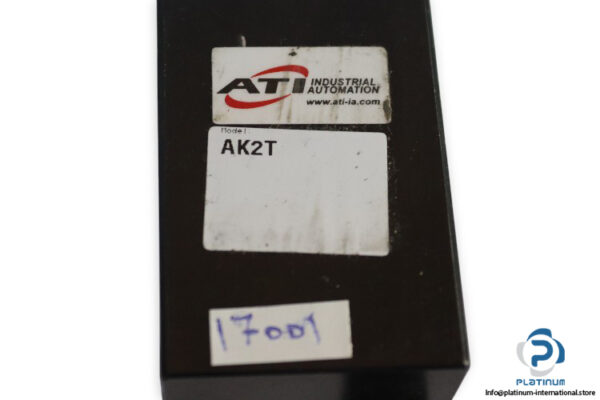 ATI INDUSTRIAL
AUTOMATION
www.ati-ia.com
Model
AK2T
17001
PLATINUM
Info@platinum-international.store